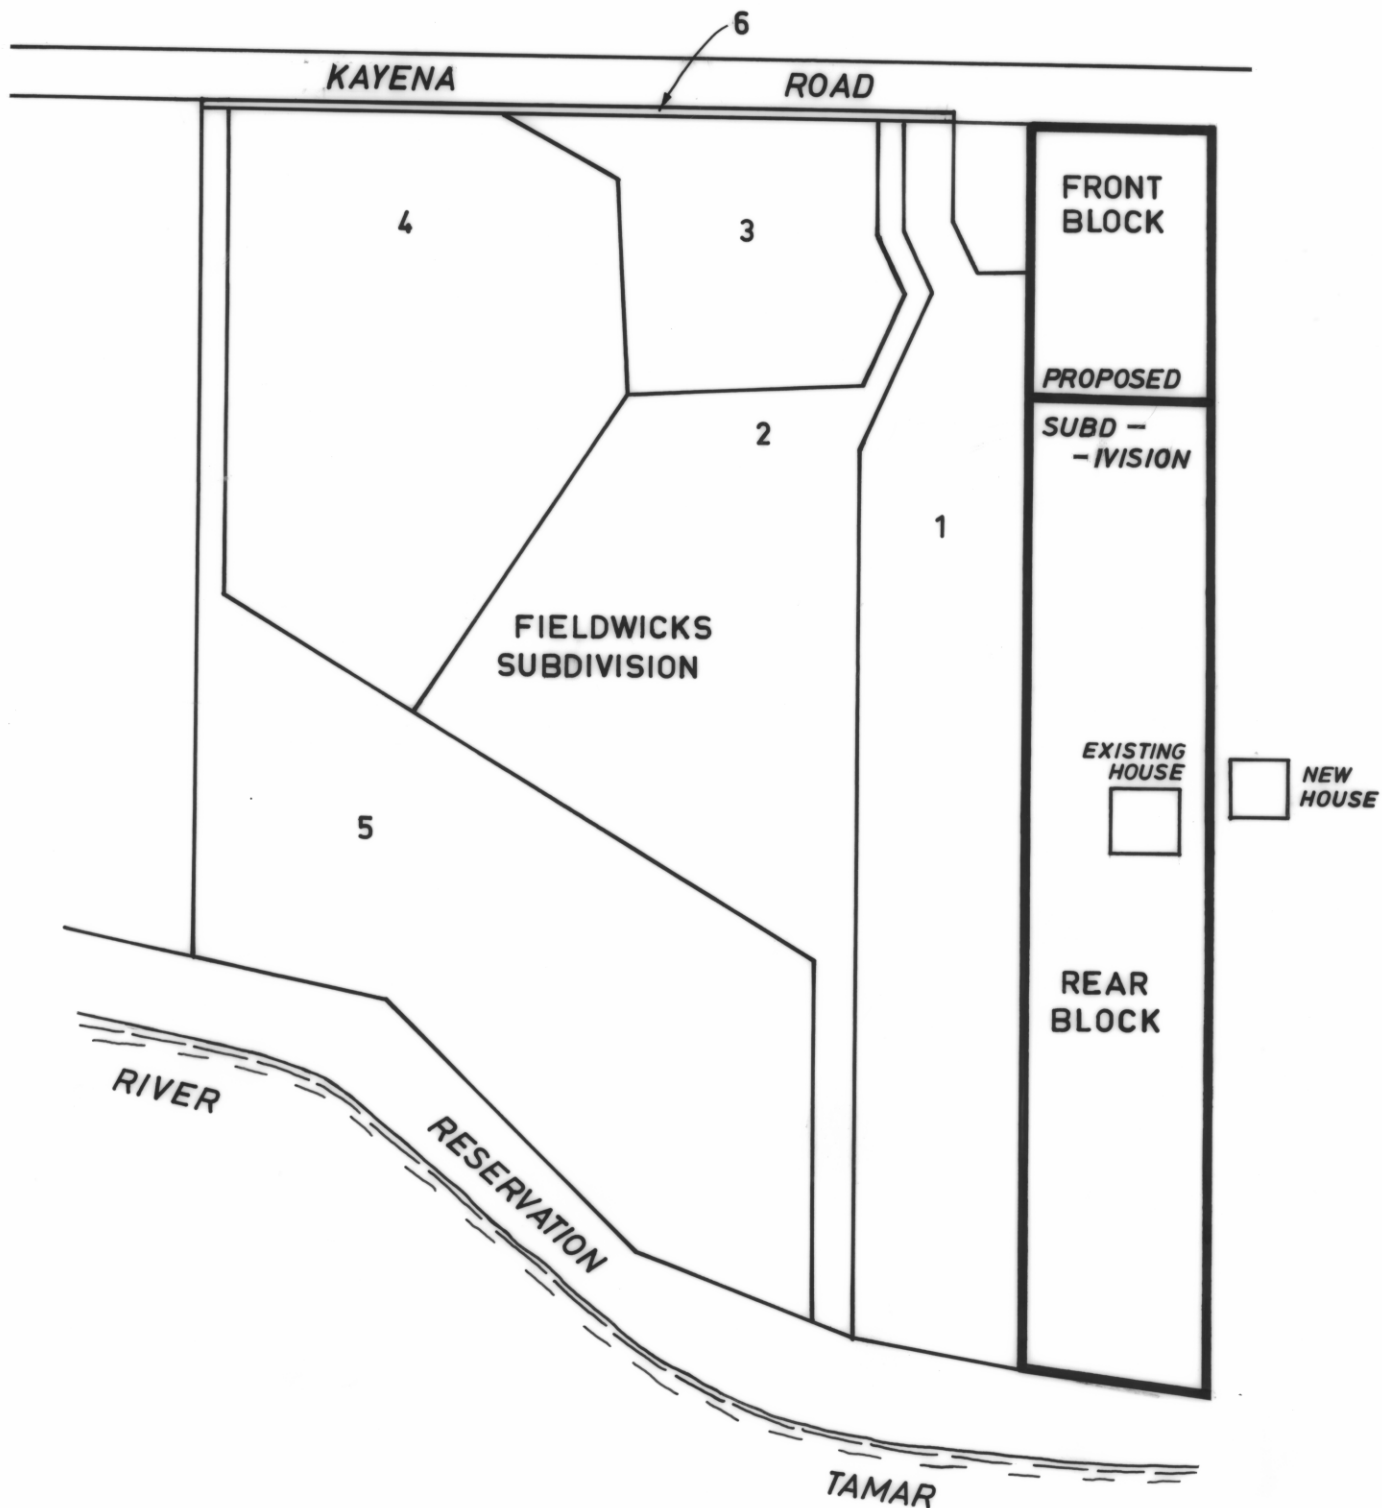 6
KAYENA ROAD
FRONT
BLOCK
4
3
PROPOSED
SUBD -
- IVISION
2
1
FIELDWICKS
SUBDIVISION
EXISTING
HOUSE
NEW
HOUSE
5
REAR
BLOCK
RIVER
RESERVATION
TAMAR